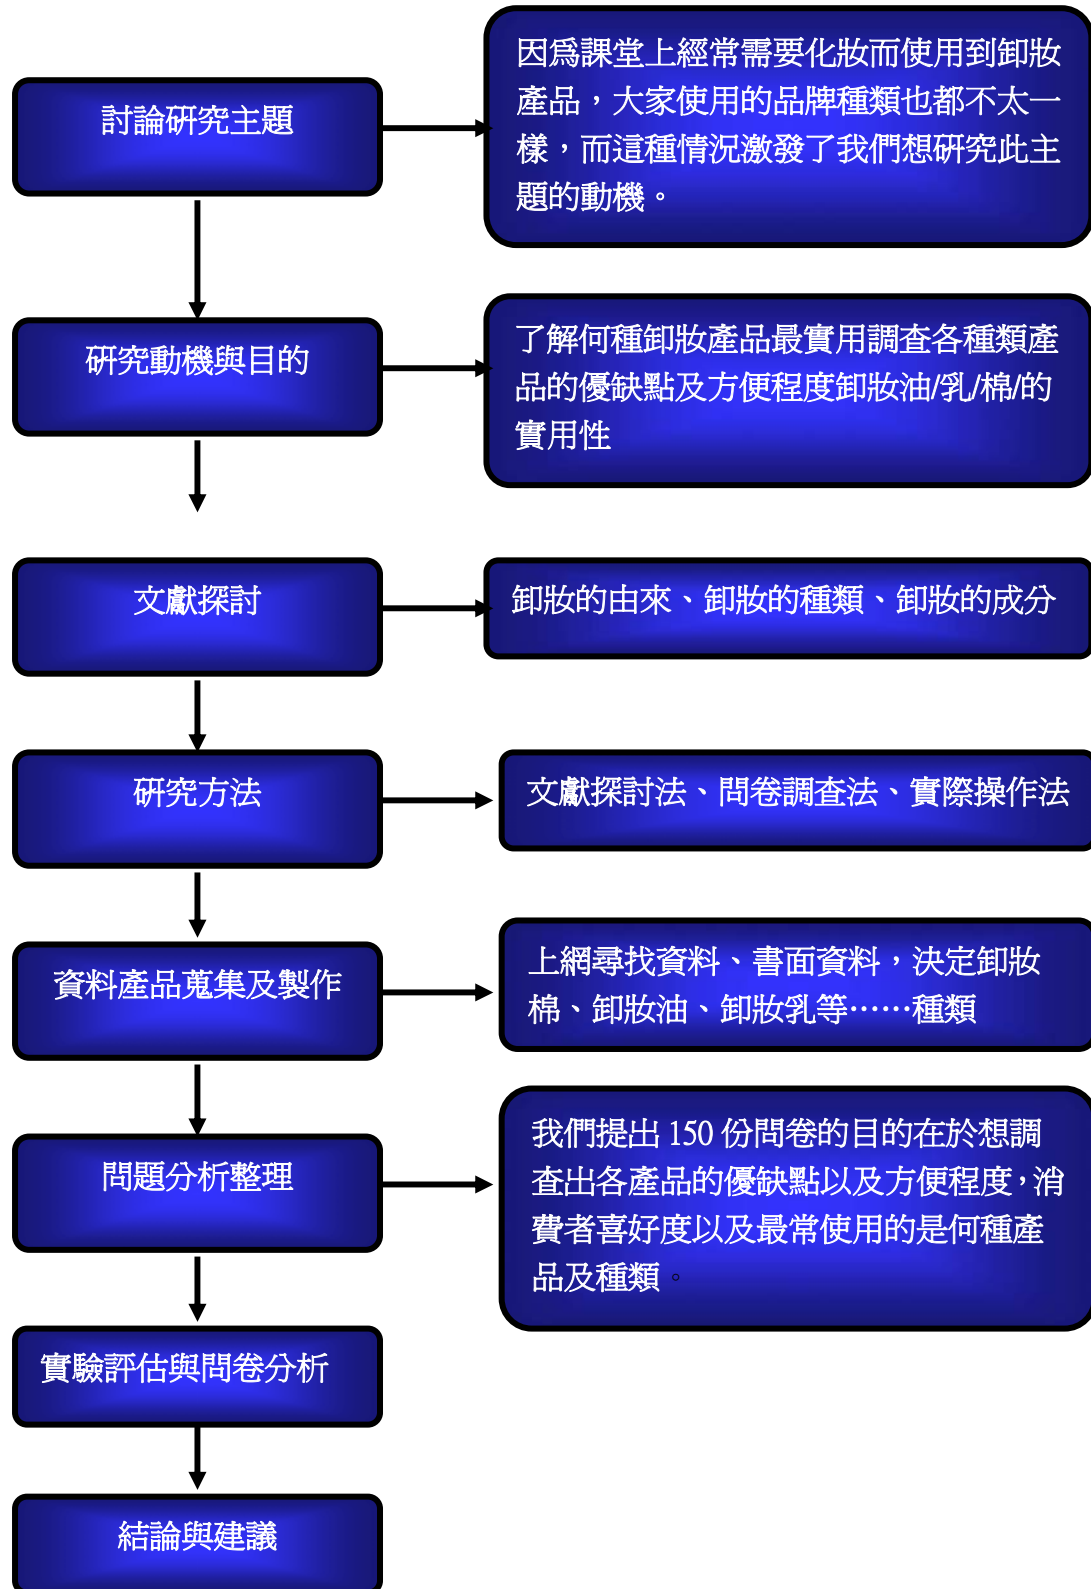 討論研究主題
因為課堂上經常需要化妝而使用到卸妝
產品，大家使用的品牌種類也都不太一
樣，而這種情況激發了我們想研究此主
題的動機。
研究動機與目的
了解何種卸妝產品最實用調查各種類產
品的優缺點及方便程度卸妝油/乳/棉/的
實用性
文獻探討
卸妝的由來、卸妝的種類、卸妝的成分
研究方法
文獻探討法、問卷調查法、實際操作法
資料產品蒐集及製作
上網尋找資料、書面資料，決定卸妝
棉、卸妝油、卸妝乳等……種類
問題分析整理
我們提出 150 份問卷的目的在於想調
查出各產品的優缺點以及方便程度，消
費者喜好度以及最常使用的是何種產
品及種類。
實驗評估與問卷分析
結論與建議